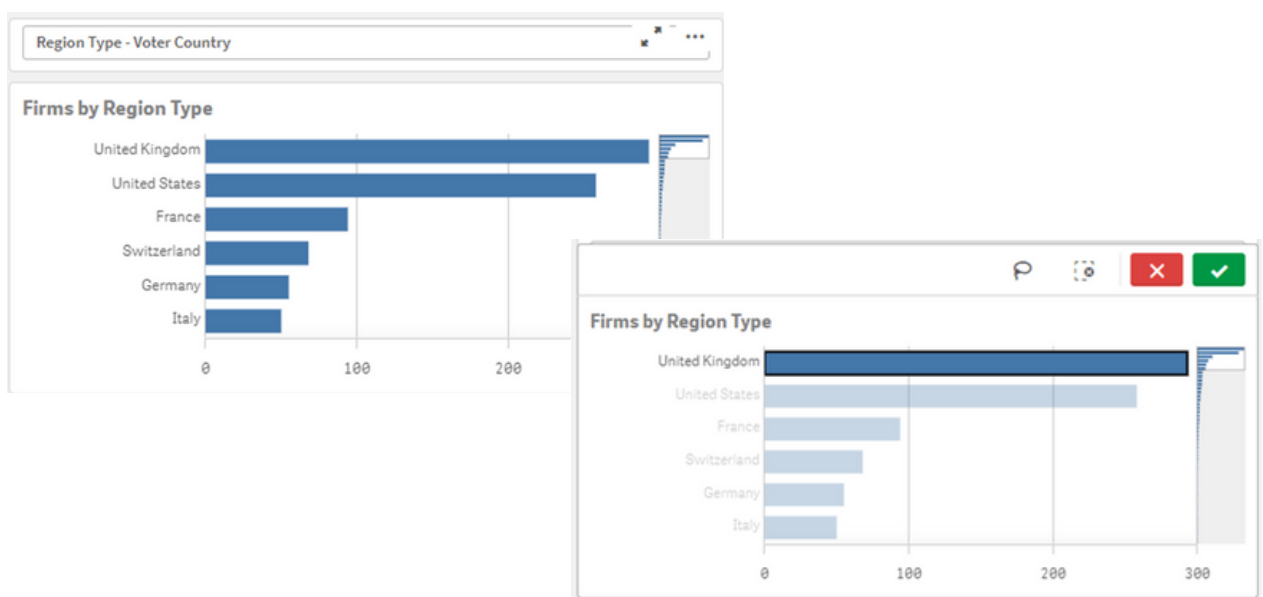 Region Type - Voter Country
Firms by Region Type
United Kingdom
United States
France
Switzerland
Germany
Italy
0 100 200
Firms by Region Type
United Kingdom
United States
France
Switzerland
Germany
Italy
0 100 200 300